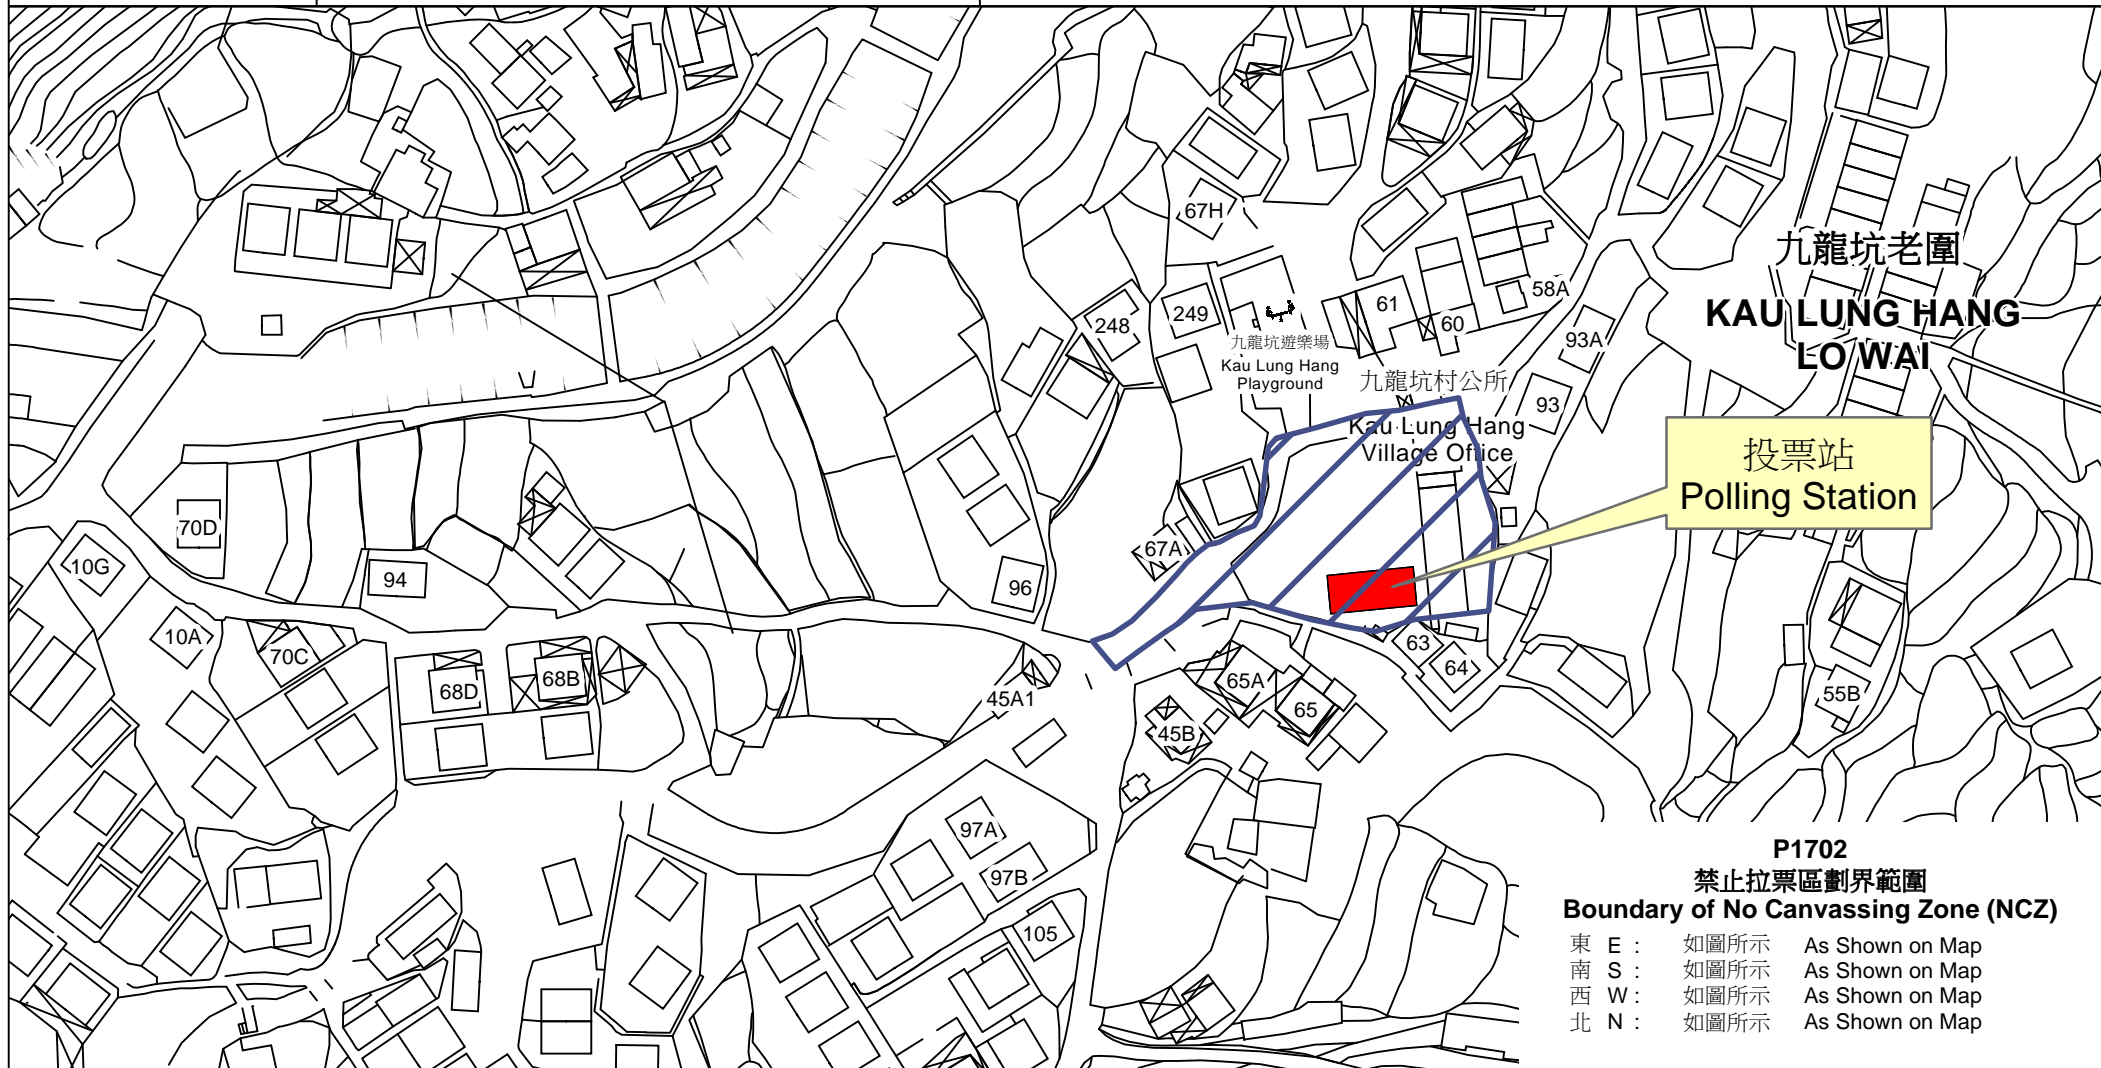 67H
九龍坑老圍
KAU LUNG HANG
LO WAI
58A
61
60
249
248
93A
九龍坑遊樂場
Kau Lung Hang
Playground
九龍坑村公所
93
Kau Lung Hang
Village Office
投票站
Polling Station
70D
67A
10G
94
96
10A
70C
63
64
68D
68B
65A
45A1
65
55B
45B
97A
97B
105
P1702
禁止拉票區劃界範圍
Boundary of No Canvassing Zone (NCZ)
東 E : 如圖所示 As Shown on Map
南 S : 如圖所示 As Shown on Map
西 W : 如圖所示 As Shown on Map
北 N : 如圖所示 As Shown on Map